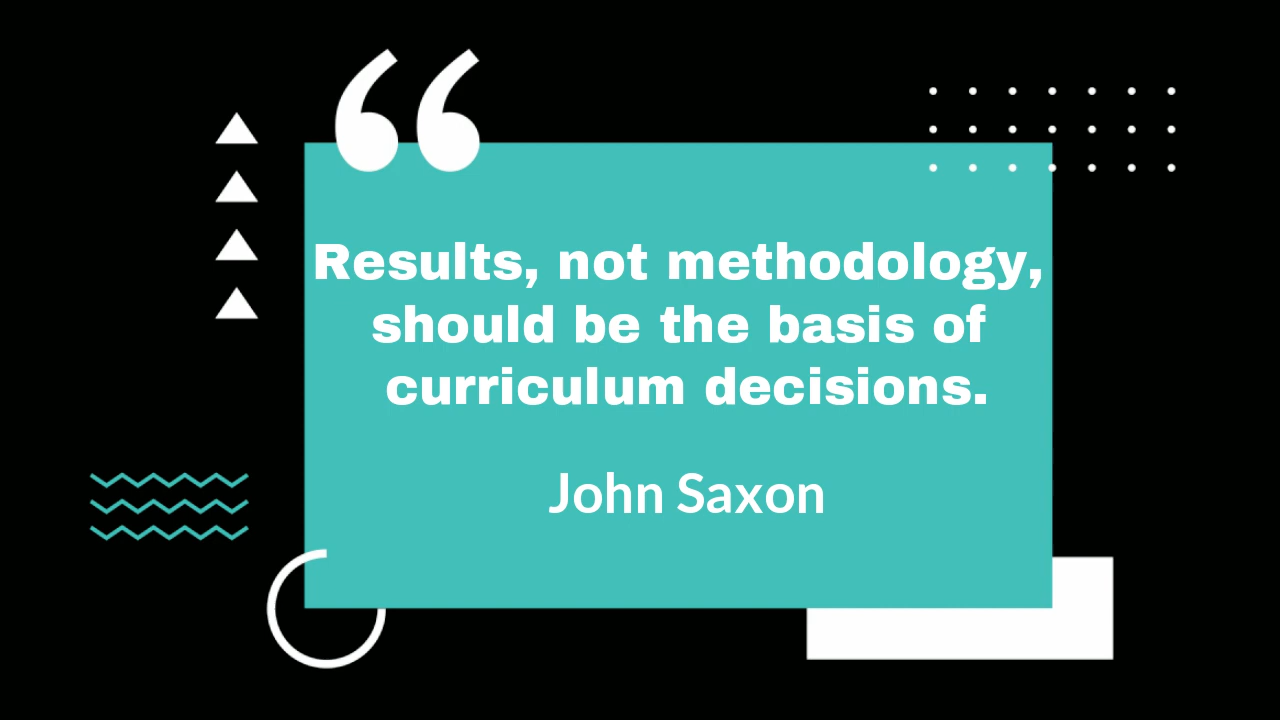 “
Results, not methodology,
should be the basis of
curriculum decisions.
John Saxon